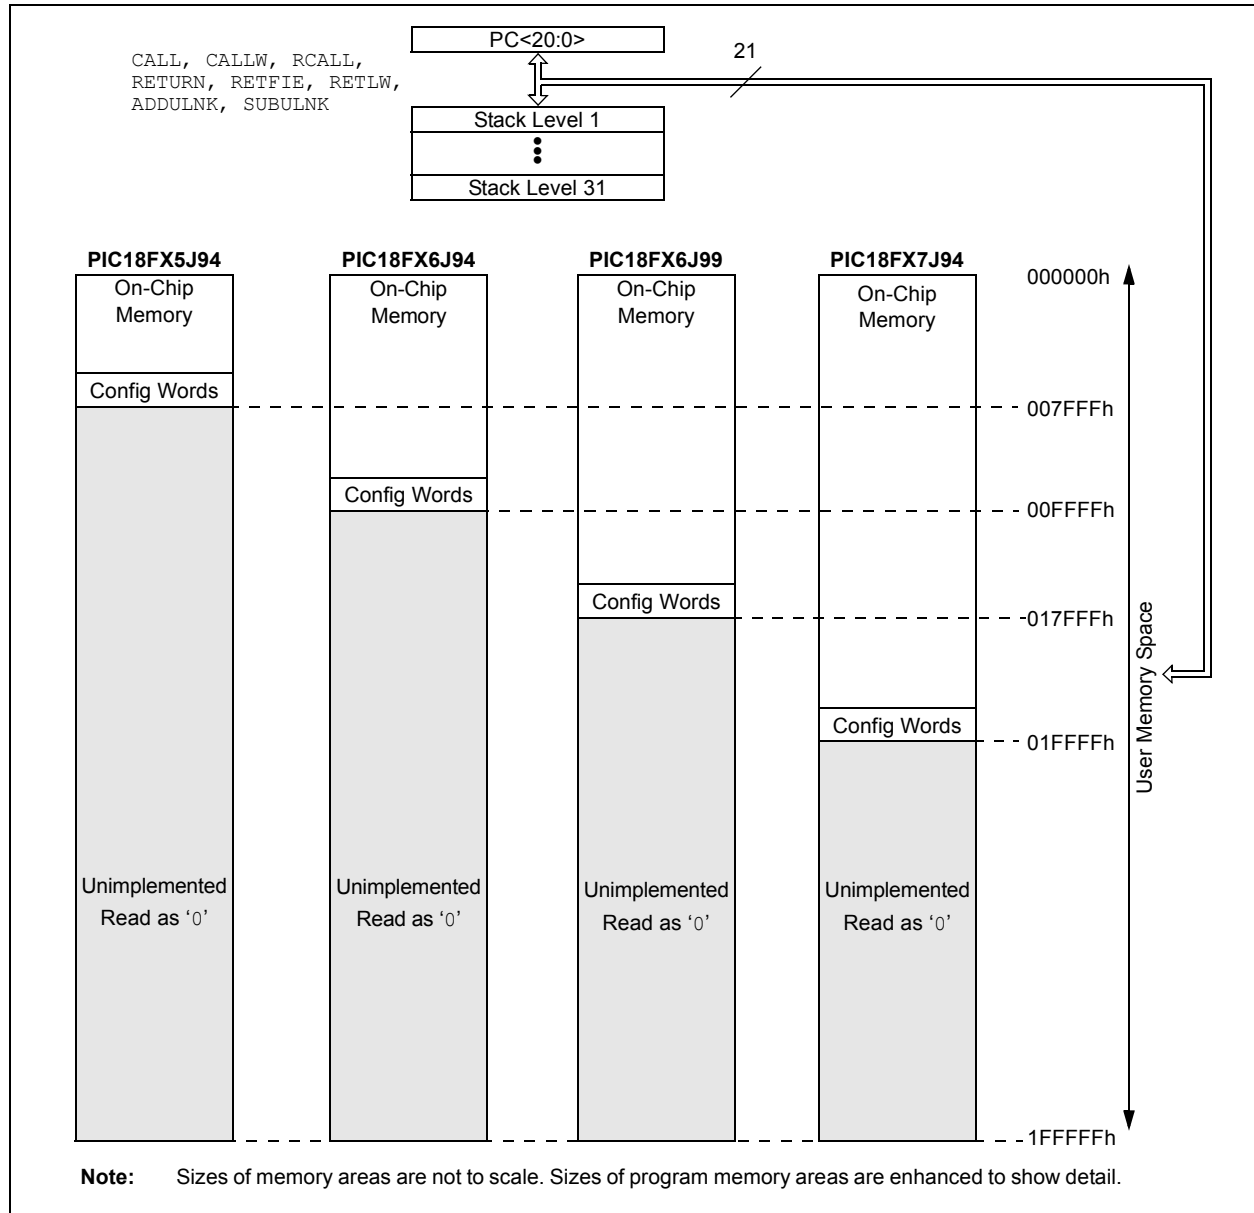 PC<20:0>
21
CALL, CALLW, RCALL,
RETURN, RETFIE, RETLW,
ADDULNK, SUBULNK
Stack Level 1
Stack Level 31
PIC18FX5J94
PIC18FX6J94
PIC18FX6J99
PIC18FX7J94
On-Chip
Memory
On-Chip
Memory
On-Chip
Memory
On-Chip
Memory
000000h
Config Words
007FFFh
Config Words
00FFFFh
Config Words
017FFFh
Config Words
01FFFFh
User Memory Space
Unimplemented
Read as ‘0’
Unimplemented
Read as ‘0’
Unimplemented
Read as ‘0’
Unimplemented
Read as ‘0’
1FFFFFh
Note: Sizes of memory areas are not to scale. Sizes of program memory areas are enhanced to show detail.